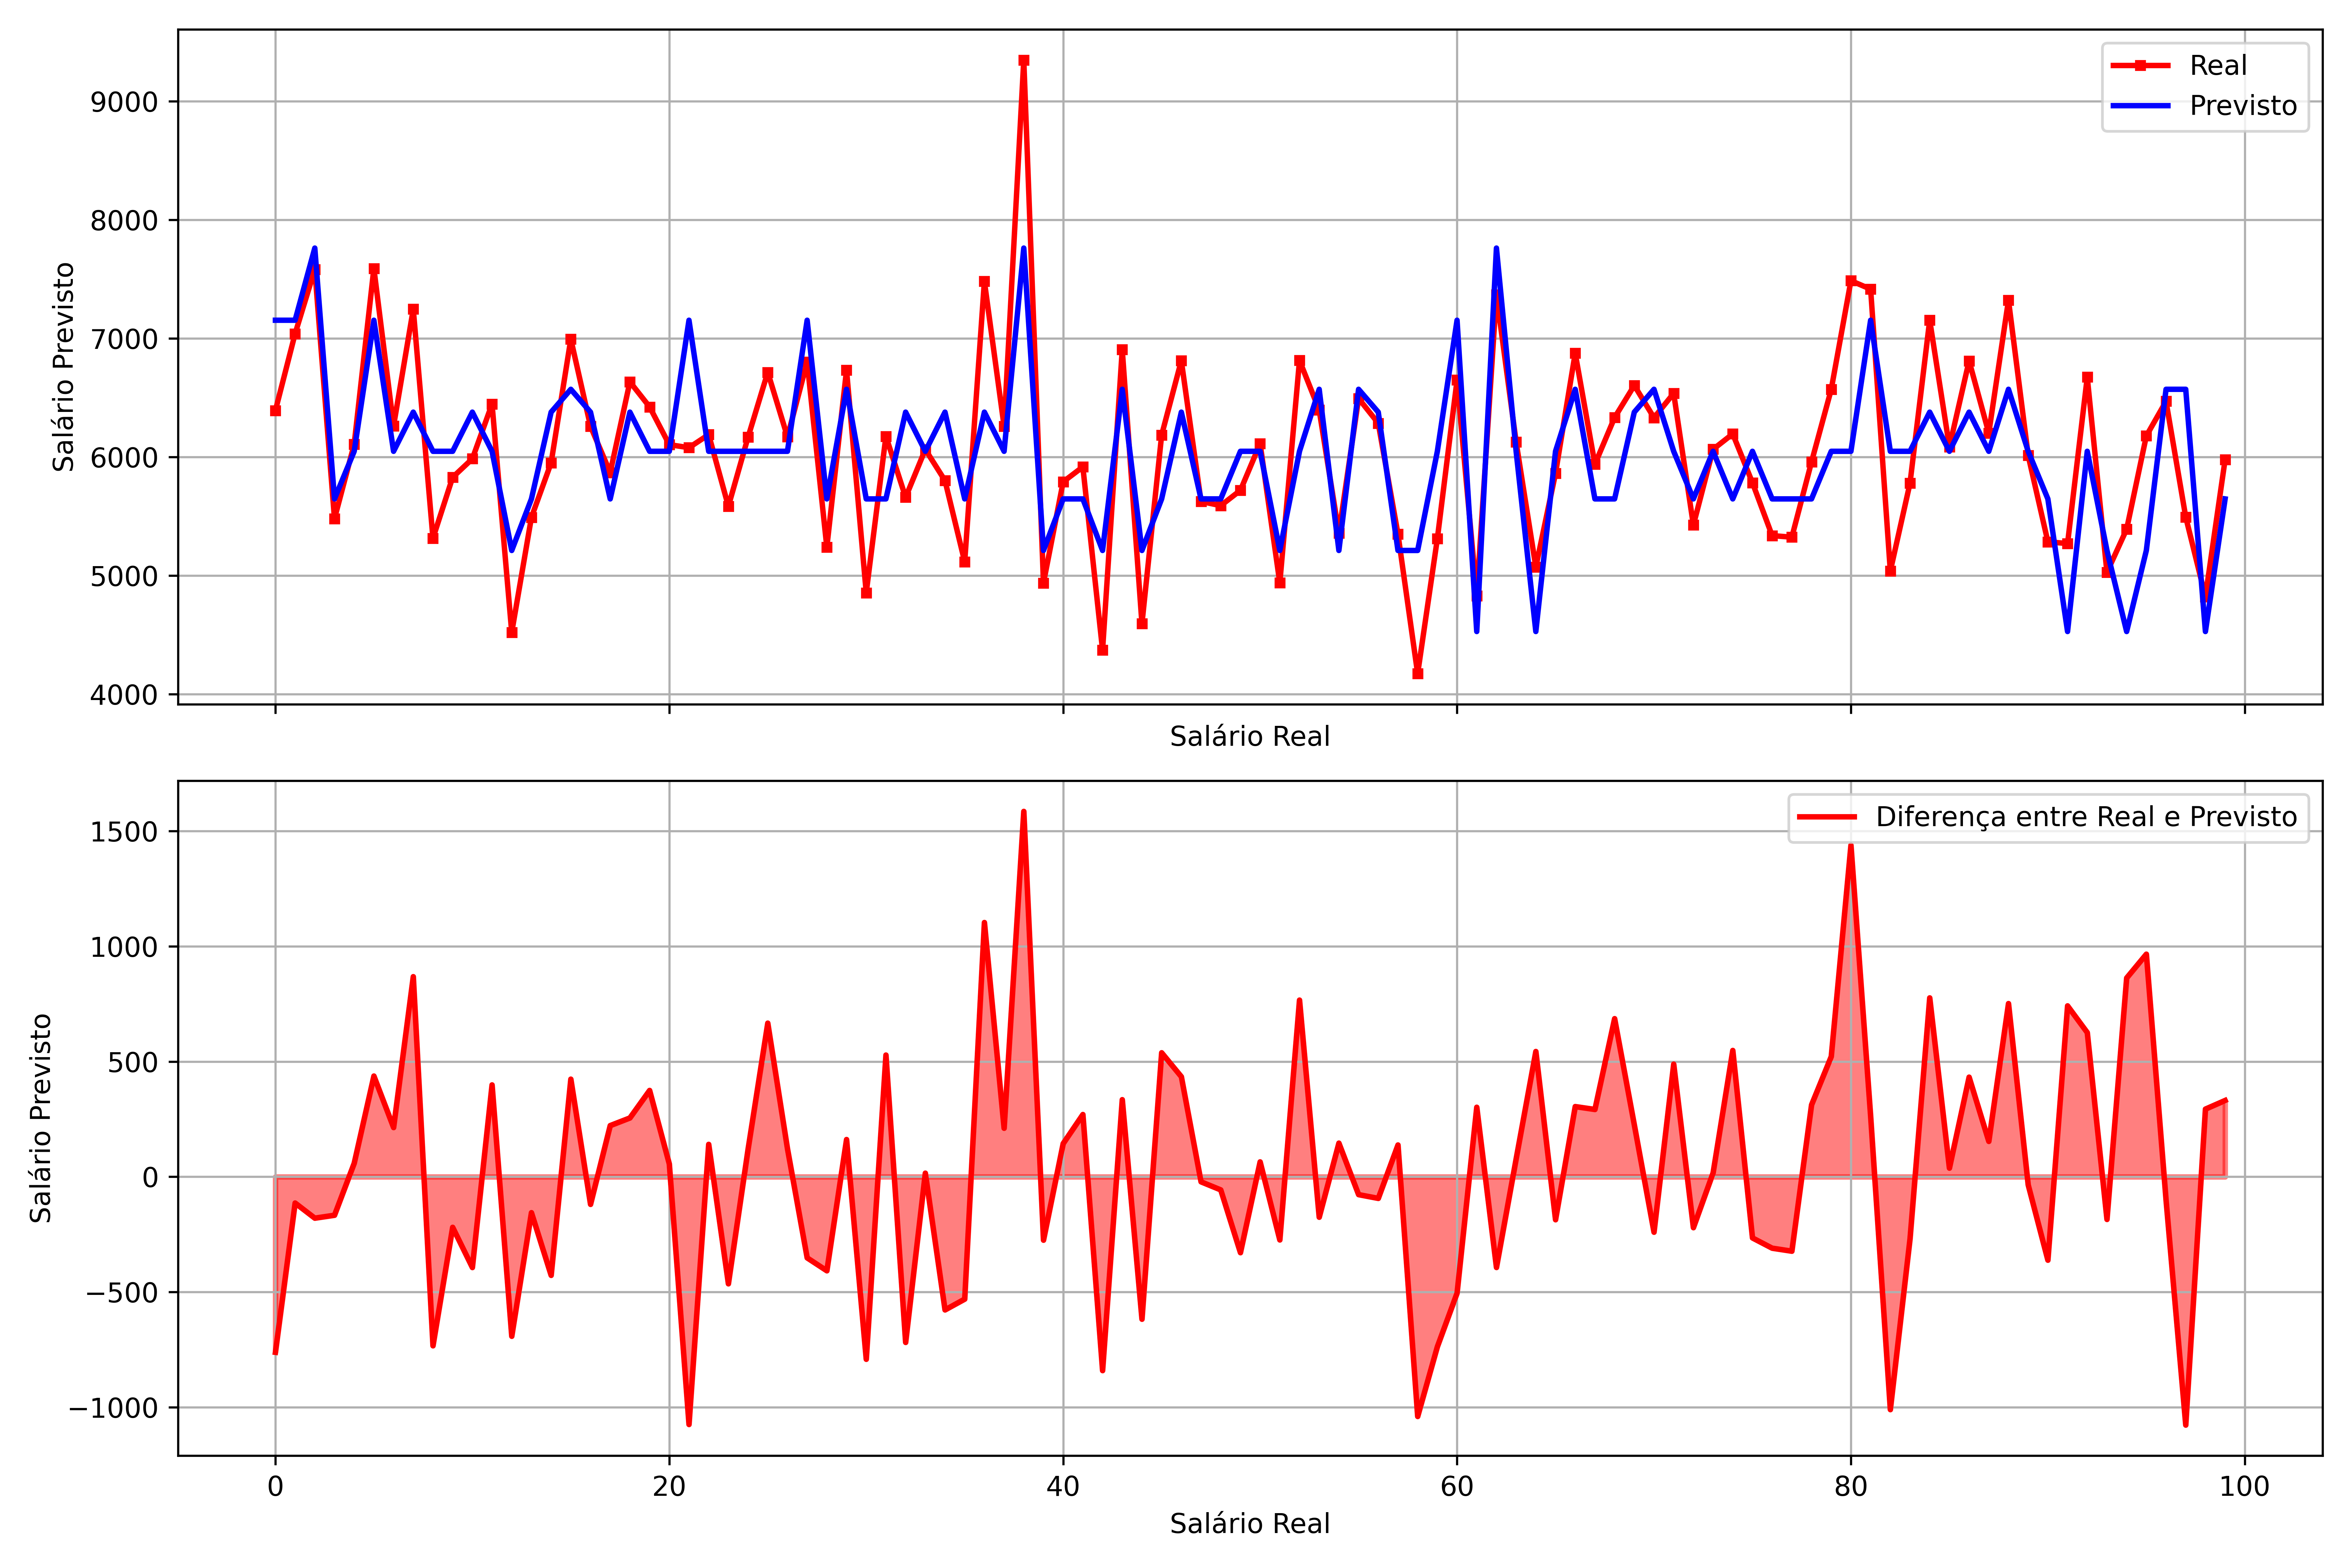 Real
Previsto
9000
8000
7000
6000
5000
4000
Salário Previsto
Salário Real
Diferença entre Real e Previsto
1500
1000
500
0
−500
−1000
Salário Previsto
0 20 40 60 80 100
Salário Real